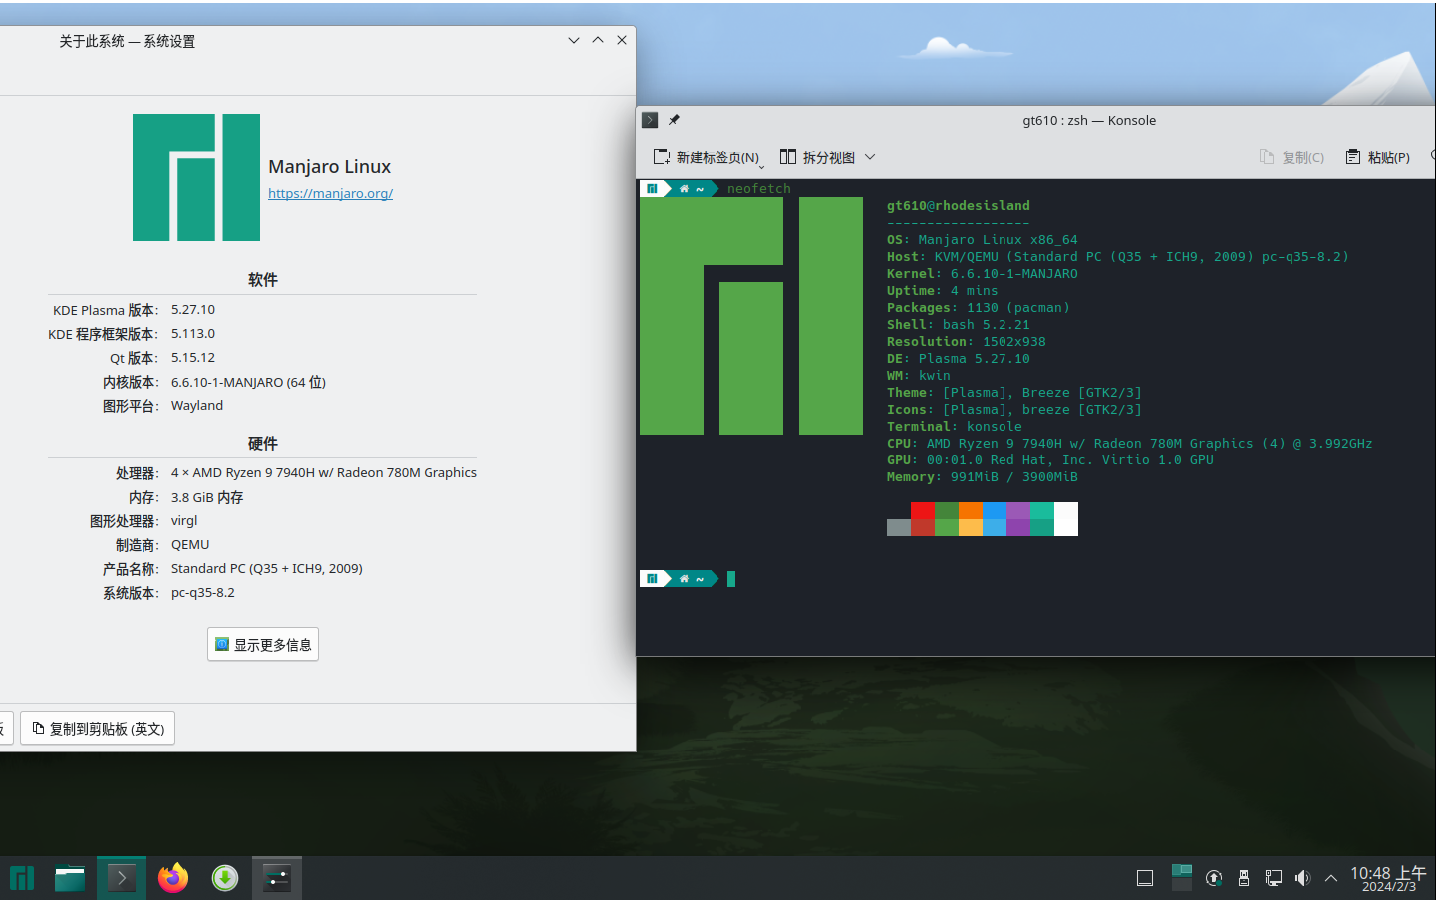 关于此系统 — 系统设置
Manjaro Linux
https://manjaro.org/
软件
KDE Plasma 版本： 5.27.10
KDE 程序框架版本： 5.113.0
Qt 版本： 5.15.12
内核版本： 6.6.10-1-MANJARO (64 位)
图形平台： Wayland
硬件
处理器： 4 × AMD Ryzen 9 7940H w/ Radeon 780M Graphics
内存： 3.8 GiB 内存
图形处理器： virgl
制造商： QEMU
产品名称： Standard PC (Q35 + ICH9, 2009)
系统版本： pc-q35-8.2
显示更多信息
复制到剪贴板 (英文)
gt610 : zsh — Konsole
新建标签页(N) 拆分视图 复制(C) 粘贴(P)
~ neofetch
gt610@rhodesisland
------------------
OS: Manjaro Linux x86_64
Host: KVM/QEMU (Standard PC (Q35 + ICH9, 2009) pc-q35-8.2)
Kernel: 6.6.10-1-MANJARO
Uptime: 4 mins
Packages: 1130 (pacman)
Shell: bash 5.2.21
Resolution: 1502x938
DE: Plasma 5.27.10
WM: kwin
Theme: [Plasma], Breeze [GTK2/3]
Icons: [Plasma], breeze [GTK2/3]
Terminal: konsole
CPU: AMD Ryzen 9 7940H w/ Radeon 780M Graphics (4) @ 3.992GHz
GPU: 00:01.0 Red Hat, Inc. Virtio 1.0 GPU
Memory: 991MiB / 3900MiB
~
10:48 上午
2024/2/3